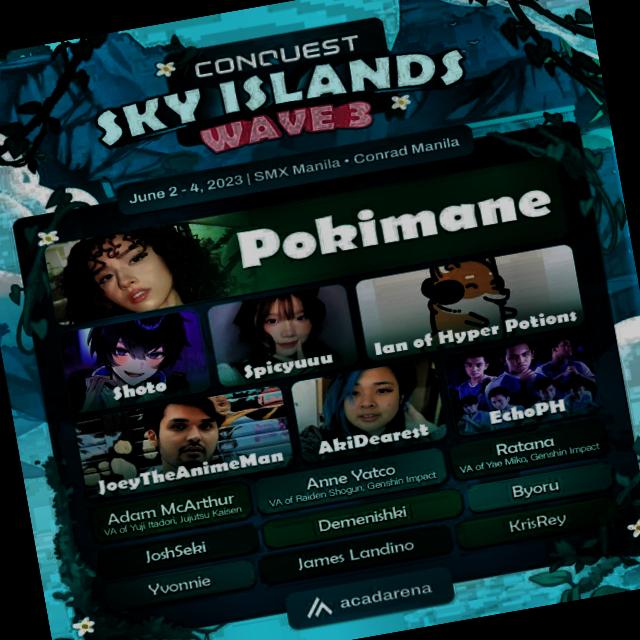 CONQUEST
SKY ISLANDS
WAVE 3
June 2 - 4, 2023 | SMX Manila • Conrad Manila
Pokimane
Shoto
Spicyuuu
Ian of Hyper Potions
JoeyTheAnimeMan
AkiDearest
EchoPH
Adam McArthur
VA of Yuji Itadori, Jujutsu Kaisen
Anne Yatco
VA of Raiden Shogun, Genshin Impact
Ratana
VA of Yae Miko, Genshin Impact
JoshSeki
Demenishki
Byoru
Yvonnie
James Landino
KrisRey
acadarena